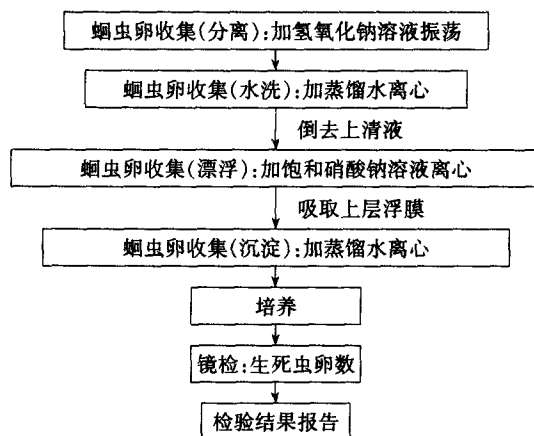 蛔虫卵收集(分离):加氢氧化钠溶液振荡
蛔虫卵收集(水洗):加蒸馏水离心
倒去上清液
蛔虫卵收集(漂浮):加饱和硝酸钠溶液离心
吸取上层浮膜
蛔虫卵收集(沉淀):加蒸馏水离心
培养
镜检:生死虫卵数
检验结果报告